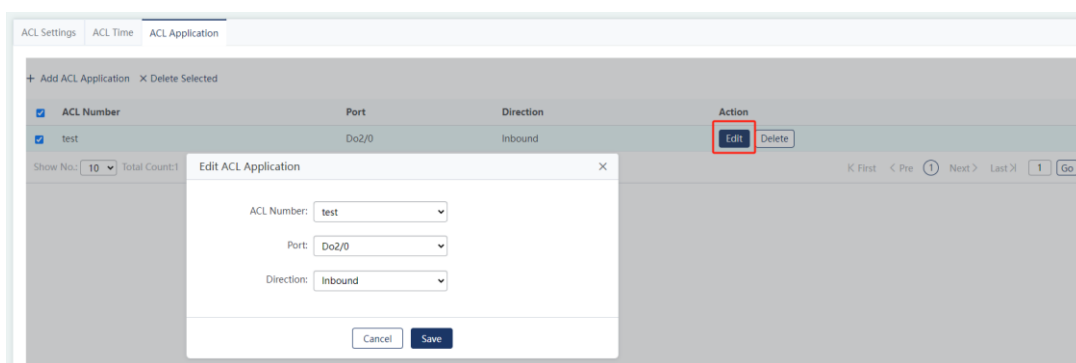 ACL Settings ACL Time ACL Application
+ Add ACL Application × Delete Selected
ACL Number Port Direction Action
test Do2/0 Inbound Edit Delete
Show No.: 10 Total Count:1 First < Pre 1 Next > Last 1 Go
Edit ACL Application ×
ACL Number: test
Port: Do2/0
Direction: Inbound
Cancel Save